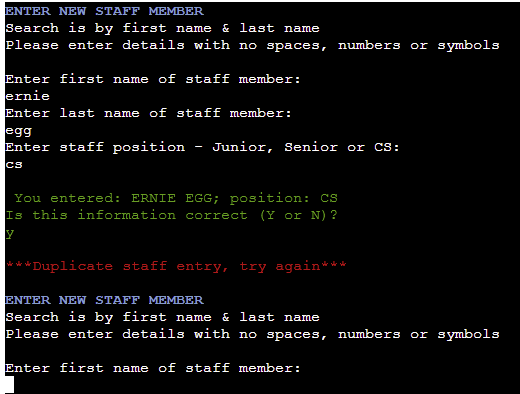 ENTER NEW STAFF MEMBER
Search is by first name & last name
Please enter details with no spaces, numbers or symbols
Enter first name of staff member:
ernie
Enter last name of staff member:
egg
Enter staff position - Junior, Senior or CS:
cs
You entered: ERNIE EGG; position: CS
Is this information correct (Y or N)?
y
***Duplicate staff entry, try again***
ENTER NEW STAFF MEMBER
Search is by first name & last name
Please enter details with no spaces, numbers or symbols
Enter first name of staff member: